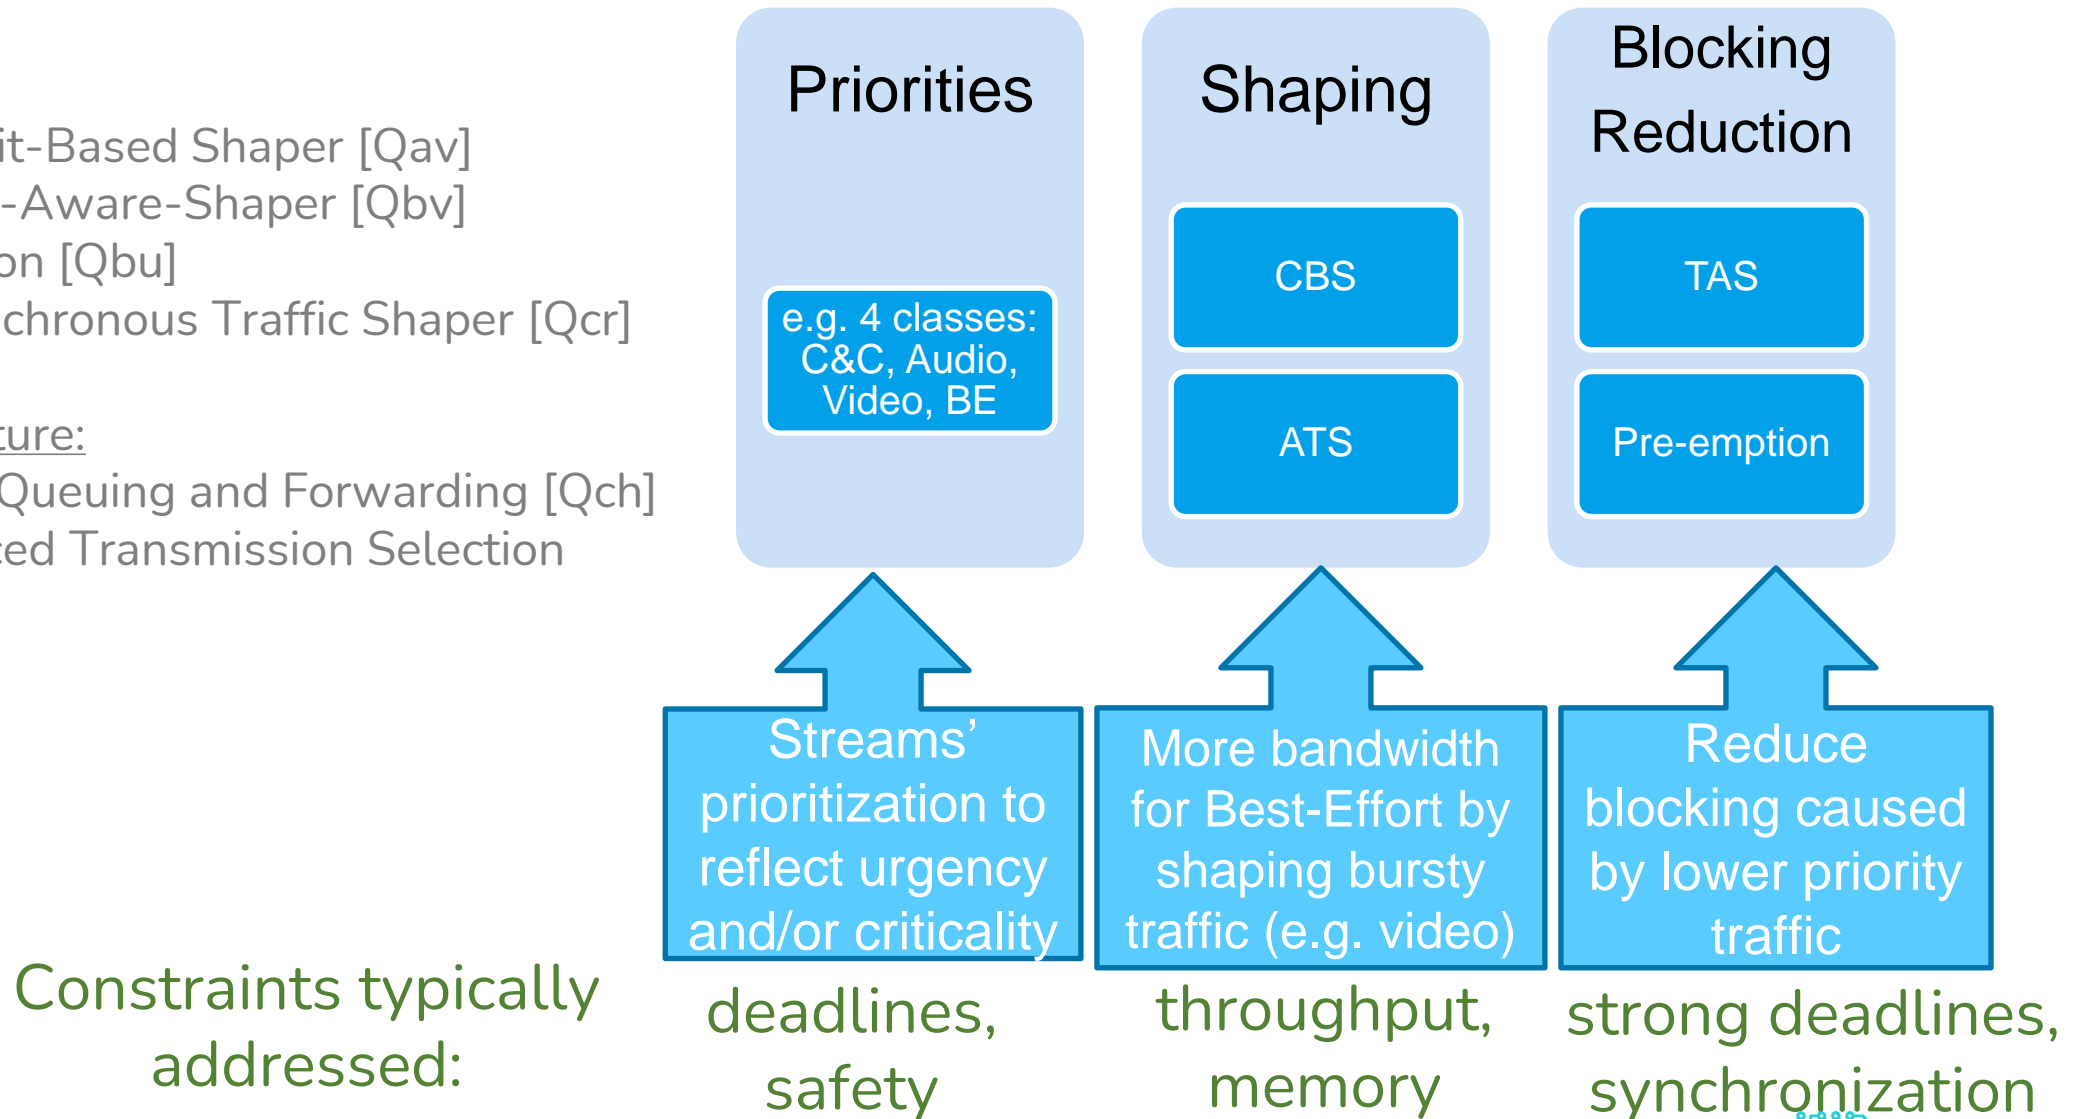 it-Based Shaper [Qav]
-Aware-Shaper [Qbv]
on [Qbu]
chronous Traffic Shaper [Qcr]
ture:
Queuing and Forwarding [Qch]
ced Transmission Selection
Priorities
e.g. 4 classes:
C&C, Audio,
Video, BE
Shaping
CBS
ATS
Blocking
Reduction
TAS
Pre-emption
Streams’
prioritization to
reflect urgency
and/or criticality
More bandwidth
for Best-Effort by
shaping bursty
traffic (e.g. video)
Reduce
blocking caused
by lower priority
traffic
Constraints typically
addressed:
deadlines,
safety
throughput,
memory
strong deadlines,
synchronization